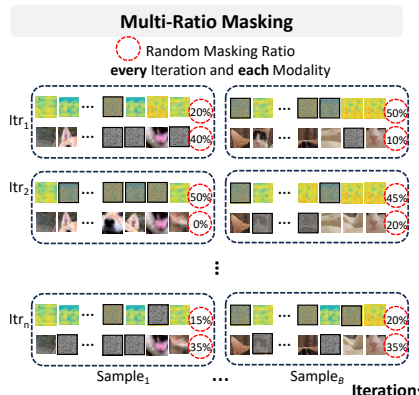 Multi-Ratio Masking
Random Masking Ratio
every Iteration and each Modality
Itr1
20%
40%
50%
10%
Itr2
50%
0%
45%
20%
Itrn
15%
35%
20%
35%
Sample1 ... SampleB
Iteration